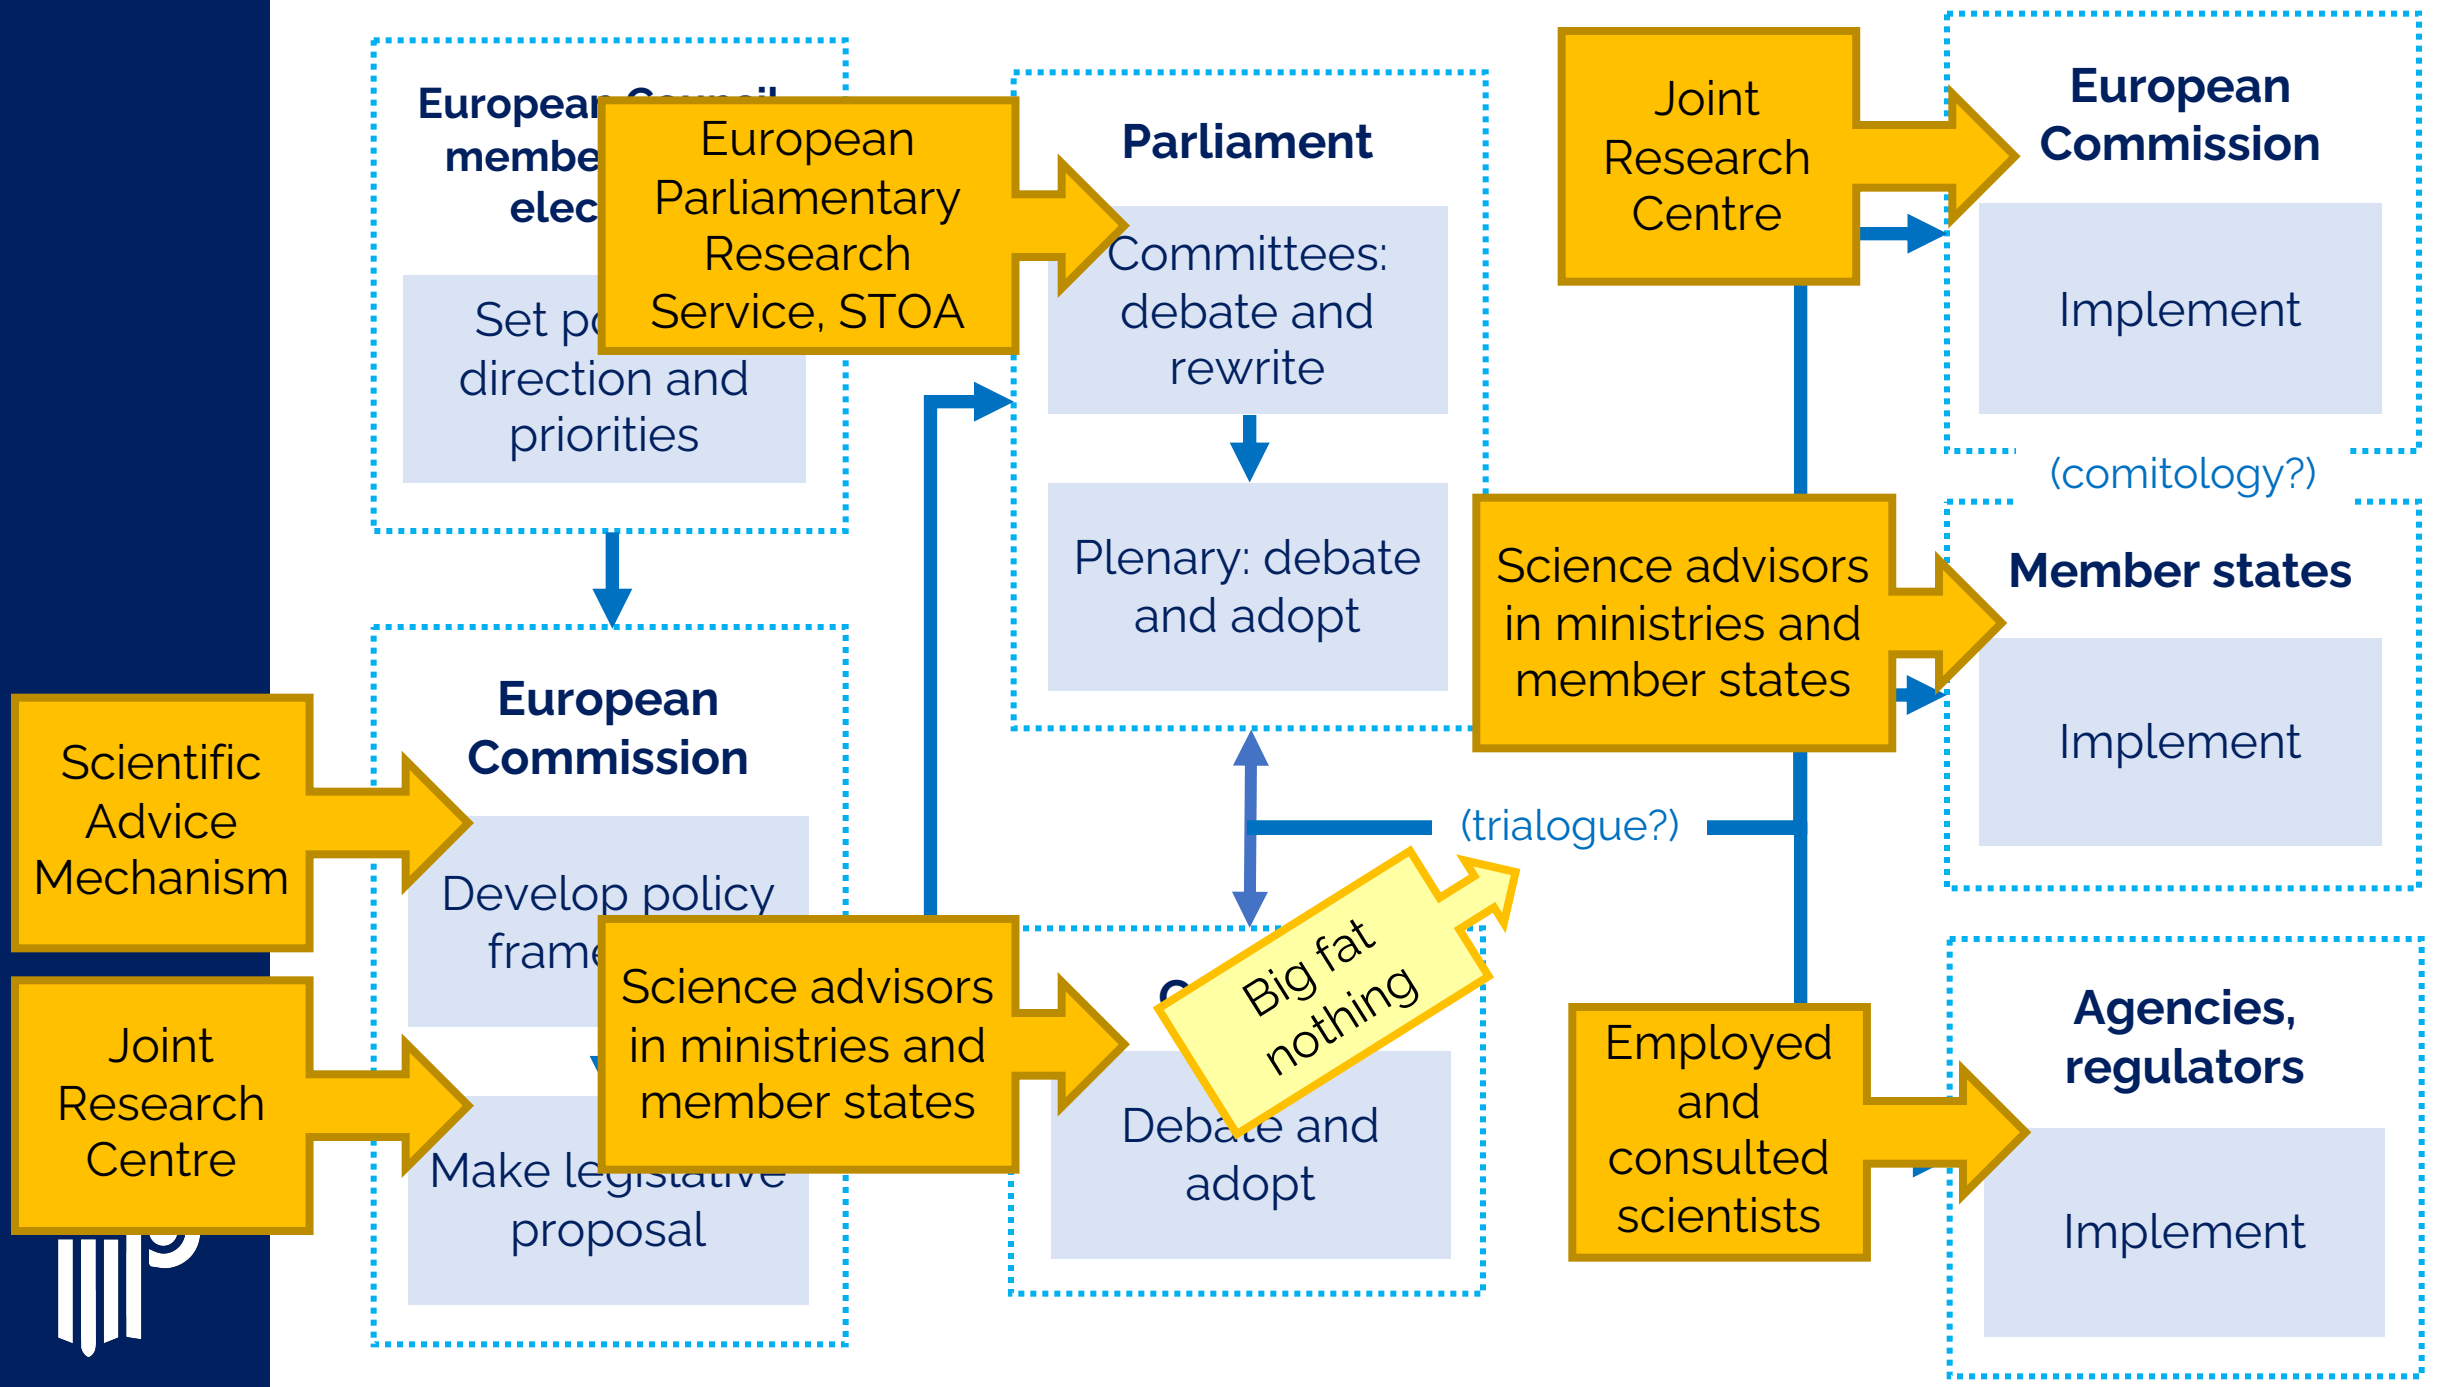 European
membe
elec
Set po
direction and
priorities
European
Parliamentary
Research
Service, STOA
Parliament
Committees:
debate and
rewrite
Plenary: debate
and adopt
Joint
Research
Centre
European
Commission
Implement
(comitology?)
Science advisors
in ministries and
member states
Member states
Implement
Scientific
Advice
Mechanism
Joint
Research
Centre
European
Commission
Develop policy
frame
Make legislative
proposal
Science advisors
in ministries and
member states
(trialogue?)
Big fat
nothing
Debate and
adopt
Employed
and
consulted
scientists
Agencies,
regulators
Implement